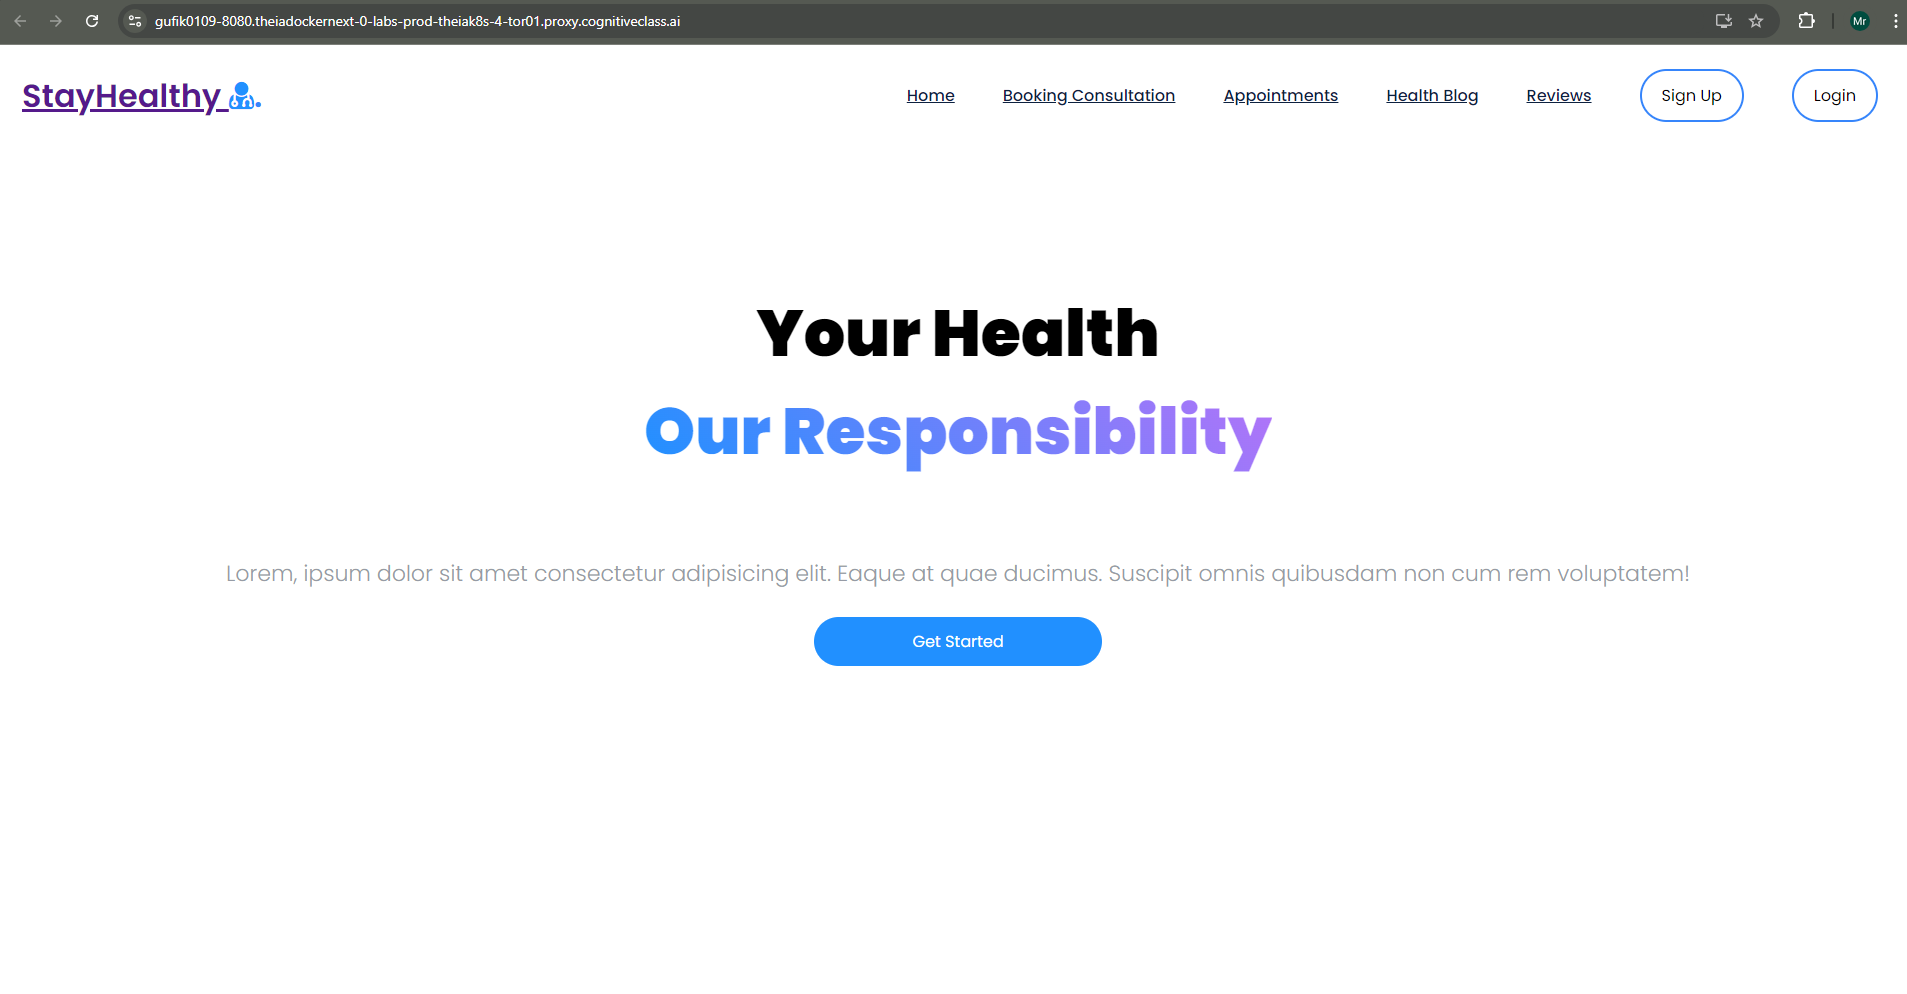 gufik0109-8080.theiadockernext-0-labs-prod-theiak8s-4-tor01.proxy.cognitiveclass.ai
Mr
StayHealthy .
Home Booking Consultation Appointments Health Blog Reviews Sign Up Login
Your Health
Our Responsibility
Lorem, ipsum dolor sit amet consectetur adipisicing elit. Eaque at quae ducimus. Suscipit omnis quibusdam non cum rem voluptatem!
Get Started